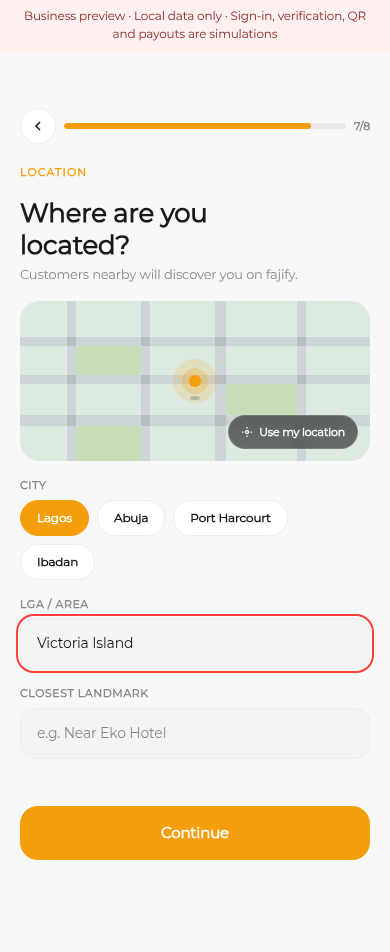 Business preview · Local data only · Sign-in, verification, QR
and payouts are simulations
7/8
LOCATION
Where are you
located?
Customers nearby will discover you on fajify.
Use my location
CITY
Lagos
Abuja
Port Harcourt
Ibadan
LGA / AREA
Victoria Island
CLOSEST LANDMARK
e.g. Near Eko Hotel
Continue